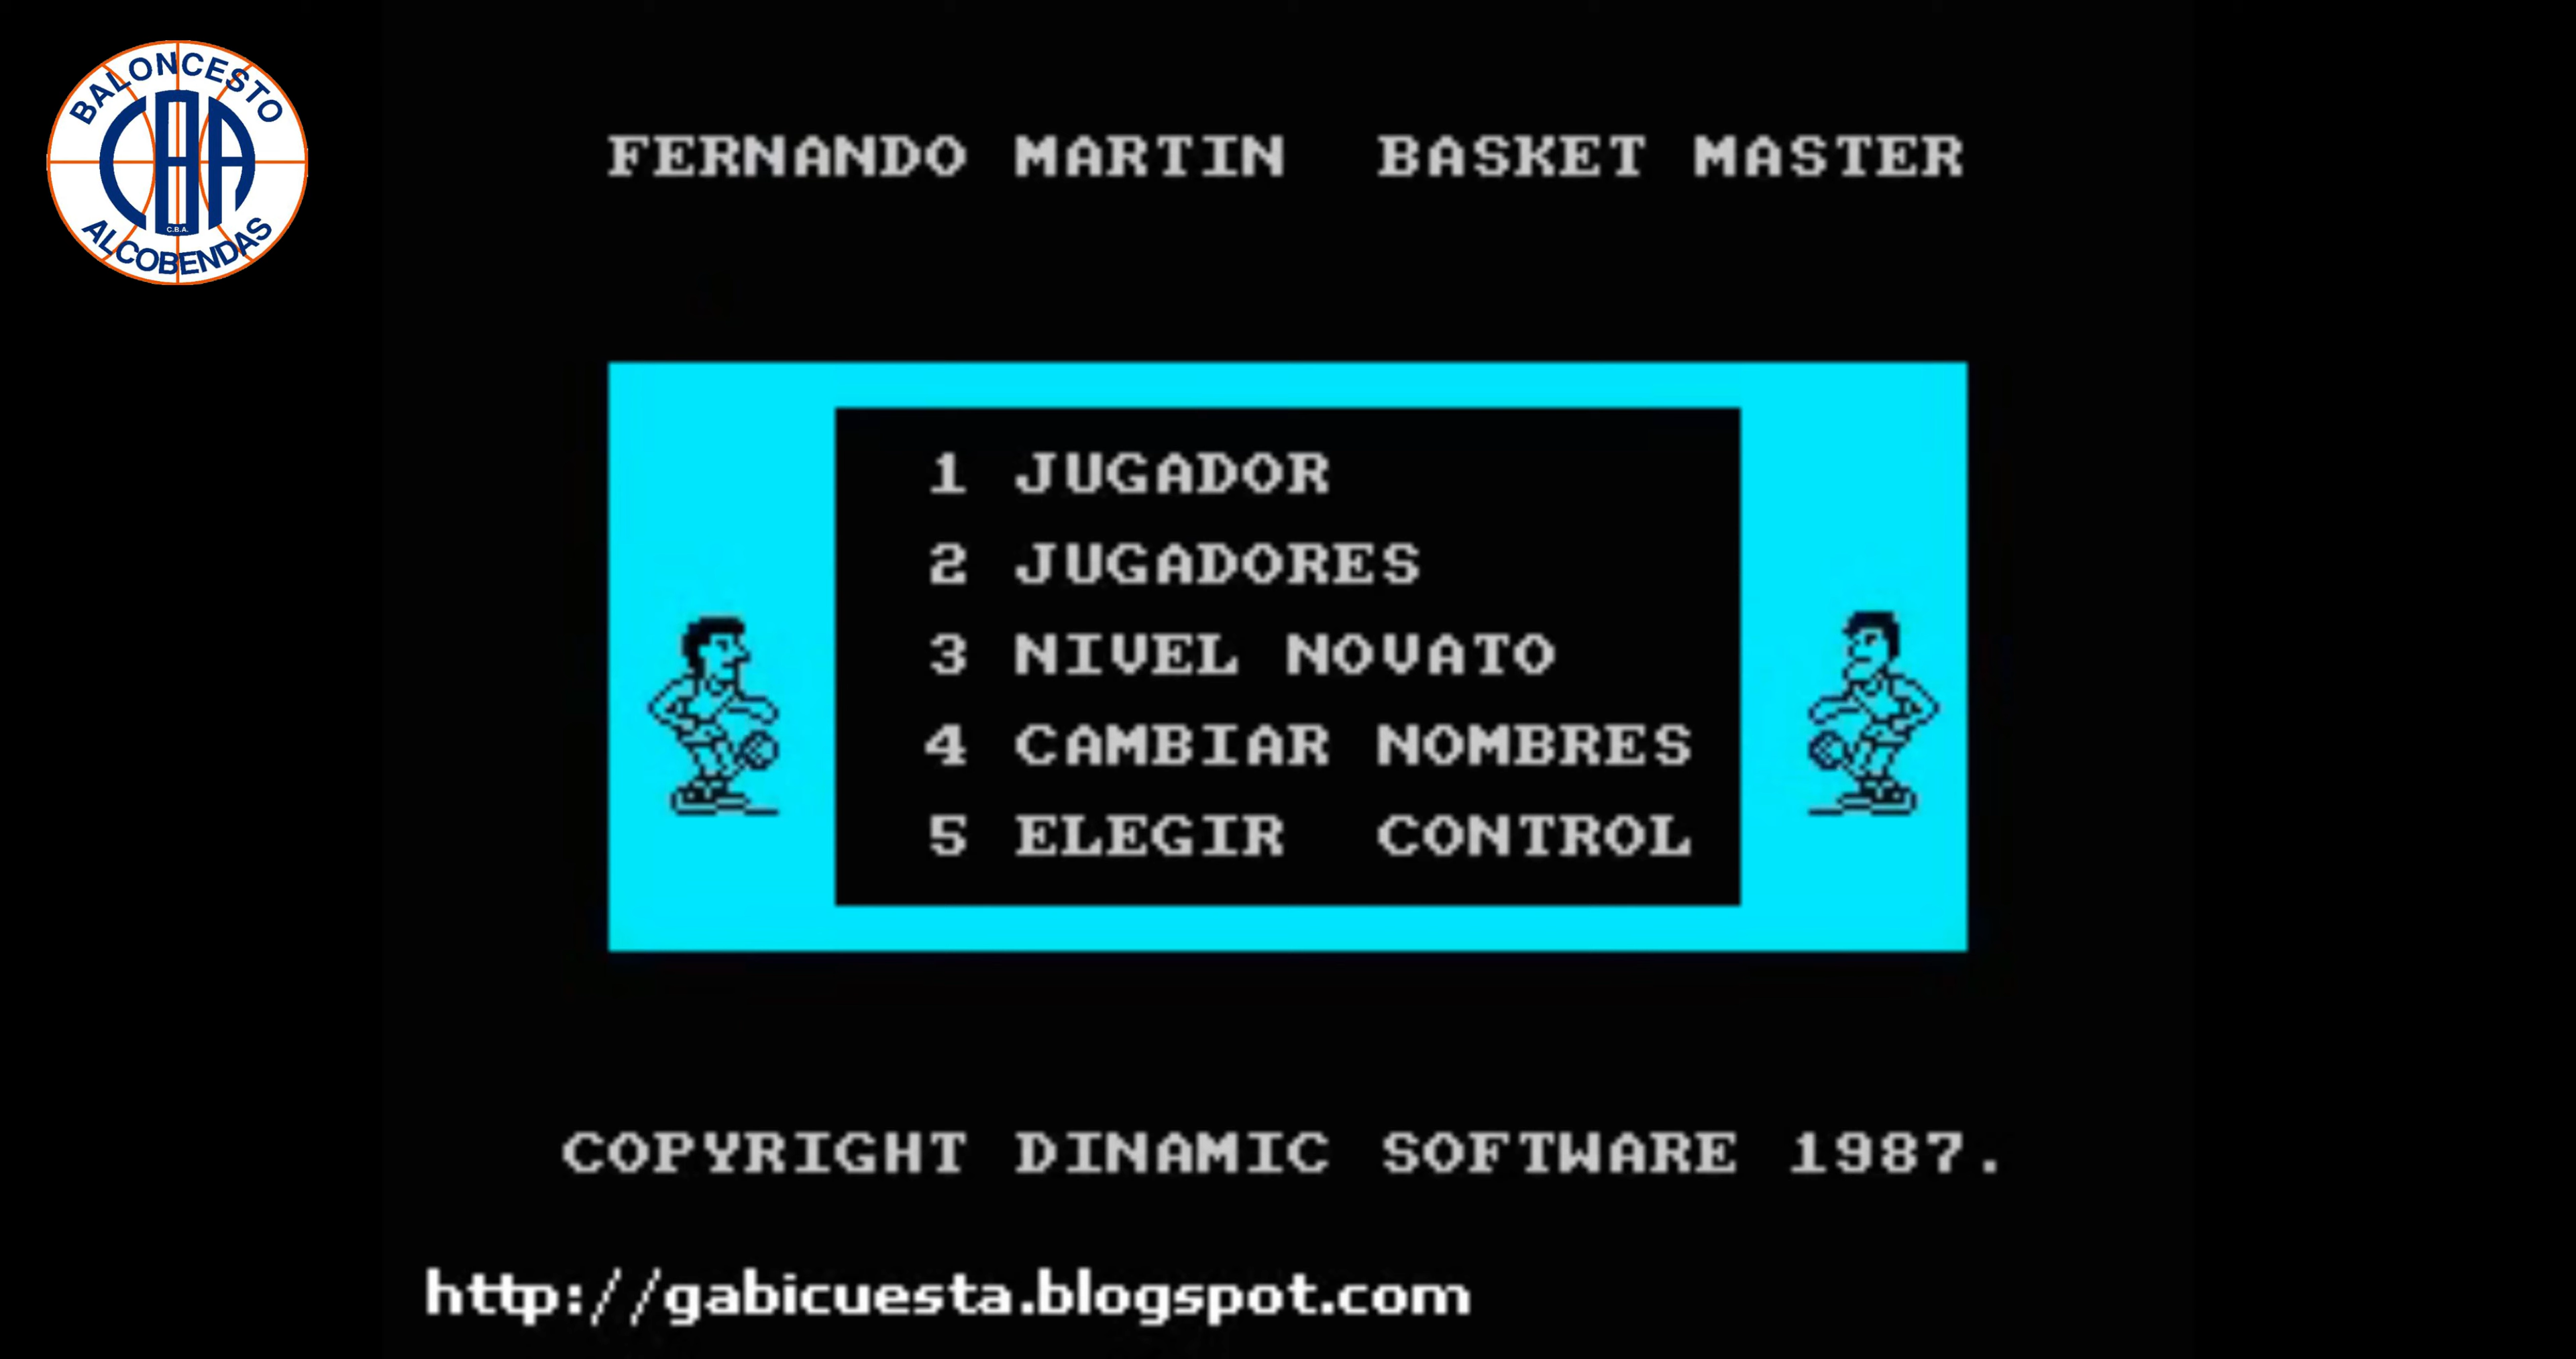 BALONCESTO
CBA
C.B.A.
ALCOBENDAS
FERNANDO MARTIN BASKET MASTER
1 JUGADOR
2 JUGADORES
3 NIVEL NOVATO
4 CAMBIAR NOMBRES
5 ELEGIR CONTROL
COPYRIGHT DINAMIC SOFTWARE 1987.
http://gabicuesta.blogspot.com